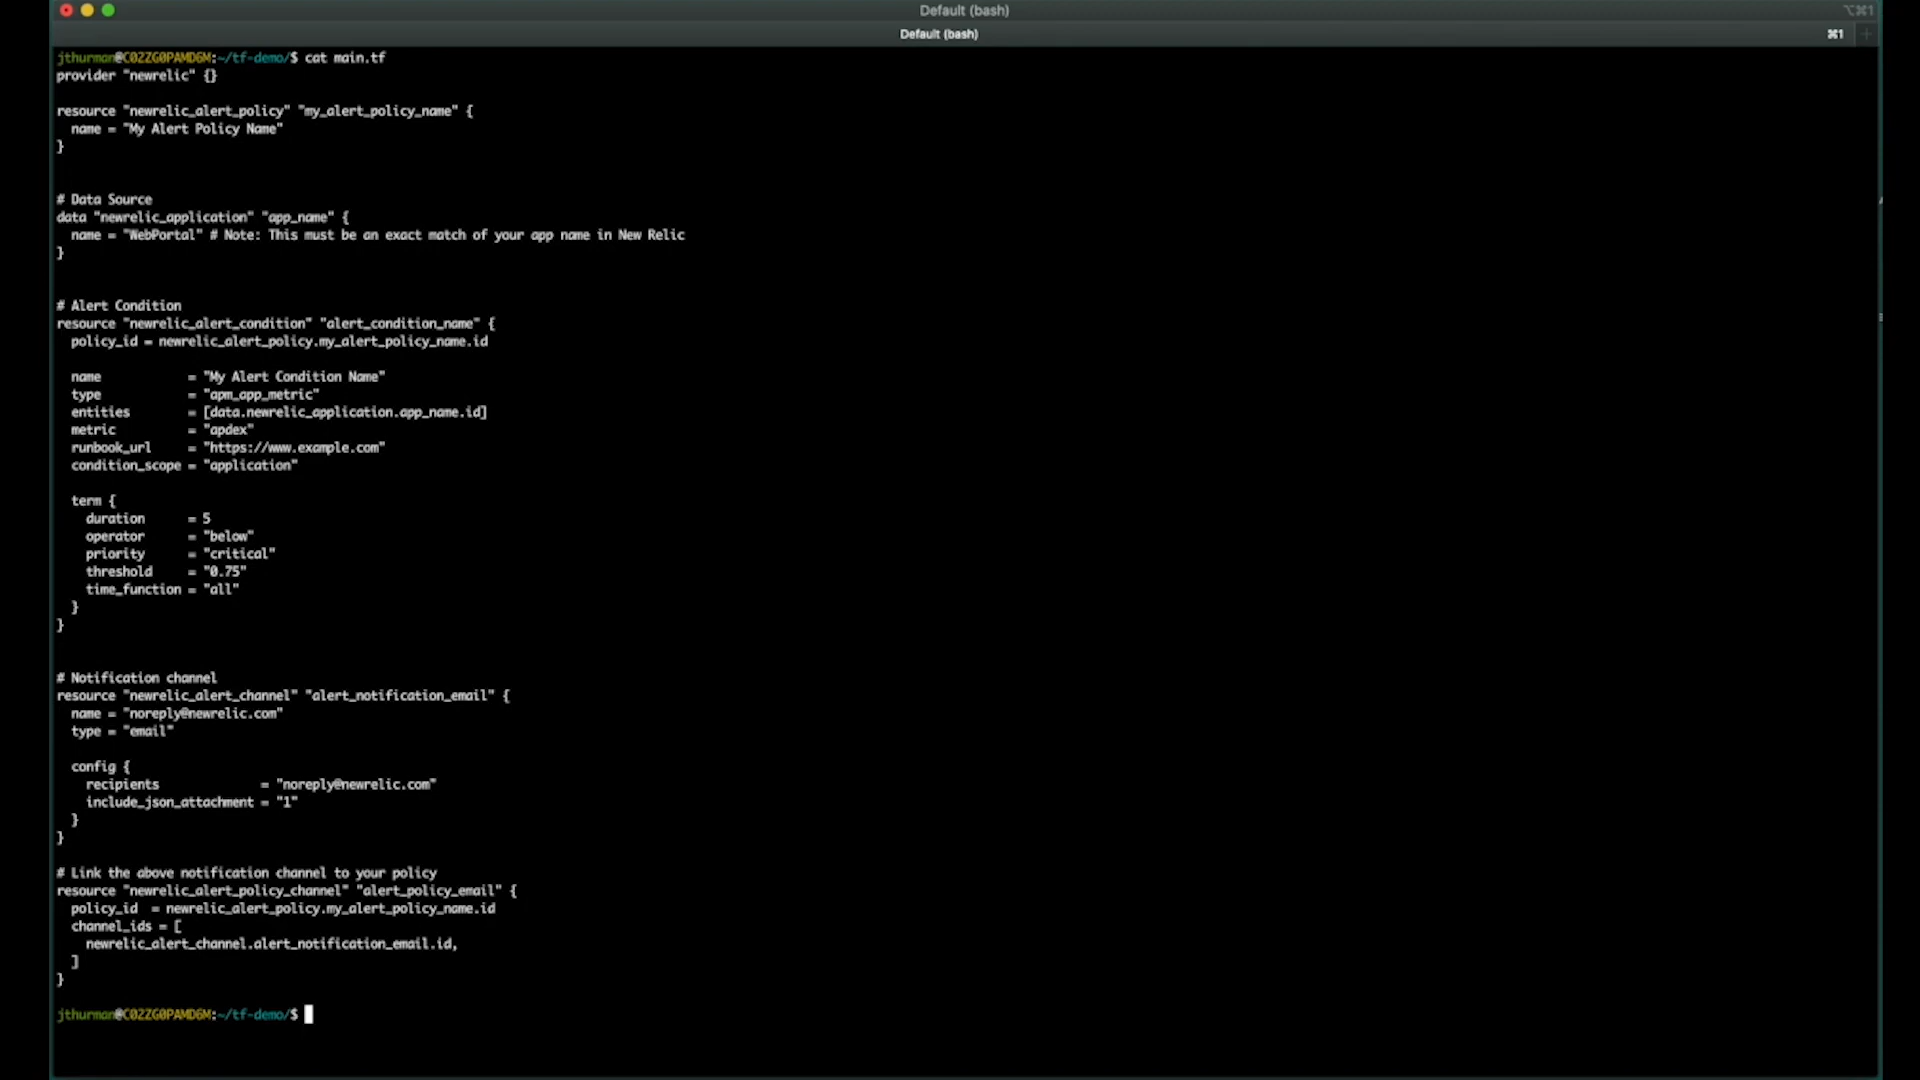 Default (bash)
⌥⌘1
Default (bash)
⌘1
+
jthurman@C02ZG0PAMD6M:~/tf-demo/$ cat main.tf
provider "newrelic" {}

resource "newrelic_alert_policy" "my_alert_policy_name" {
  name = "My Alert Policy Name"
}

# Data Source
data "newrelic_application" "app_name" {
  name = "WebPortal" # Note: This must be an exact match of your app name in New Relic
}

# Alert Condition
resource "newrelic_alert_condition" "alert_condition_name" {
  policy_id = newrelic_alert_policy.my_alert_policy_name.id

  name            = "My Alert Condition Name"
  type            = "apm_app_metric"
  entities        = [data.newrelic_application.app_name.id]
  metric          = "apdex"
  runbook_url     = "https://www.example.com"
  condition_scope = "application"

  term {
    duration      = 5
    operator      = "below"
    priority      = "critical"
    threshold     = "0.75"
    time_function = "all"
  }
}

# Notification channel
resource "newrelic_alert_channel" "alert_notification_email" {
  name = "noreply@newrelic.com"
  type = "email"

  config {
    recipients              = "noreply@newrelic.com"
    include_json_attachment = "1"
  }
}

# Link the above notification channel to your policy
resource "newrelic_alert_policy_channel" "alert_policy_email" {
  policy_id  = newrelic_alert_policy.my_alert_policy_name.id
  channel_ids = [
    newrelic_alert_channel.alert_notification_email.id,
  ]
}

jthurman@C02ZG0PAMD6M:~/tf-demo/$